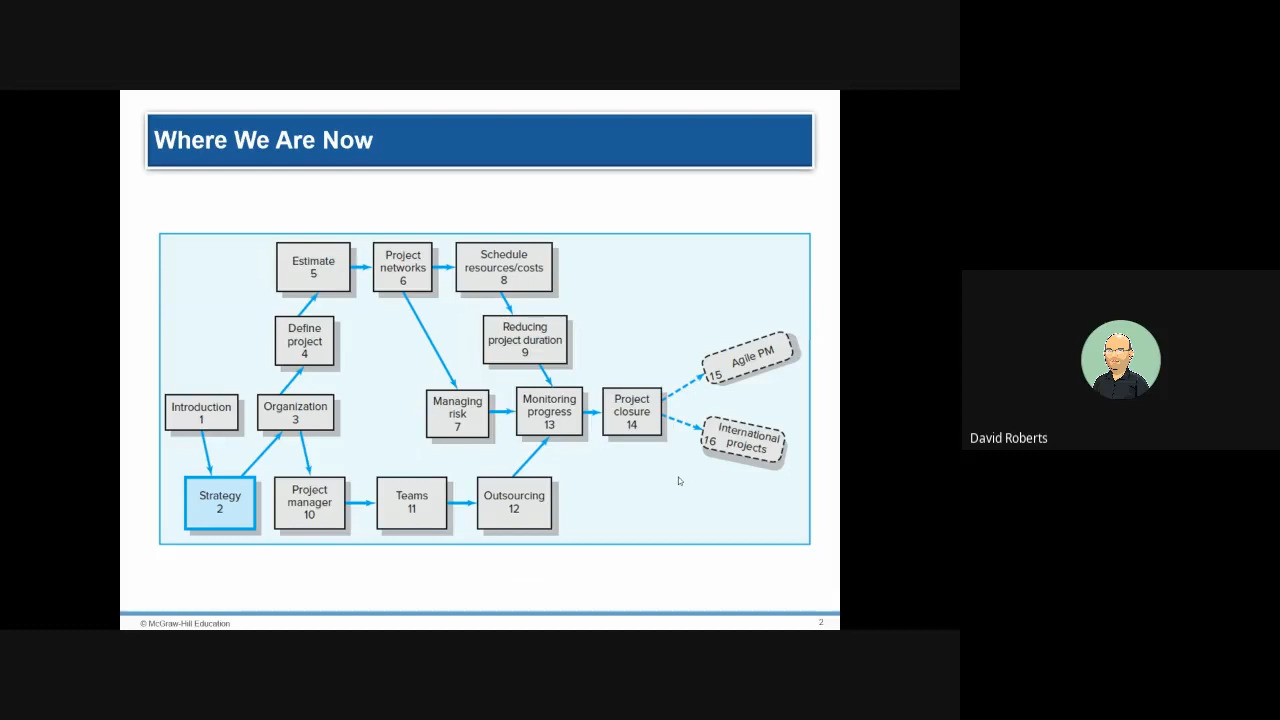 Where We Are Now
Estimate
5
Project
networks
6
Schedule
resources/costs
8
Define
project
4
Reducing
project duration
9
Agile PM
15
Introduction
1
Organization
3
Managing
risk
7
Monitoring
progress
13
Project
closure
14
International
projects
16
Strategy
2
Project
manager
10
Teams
11
Outsourcing
12
© McGraw-Hill Education
2
David Roberts